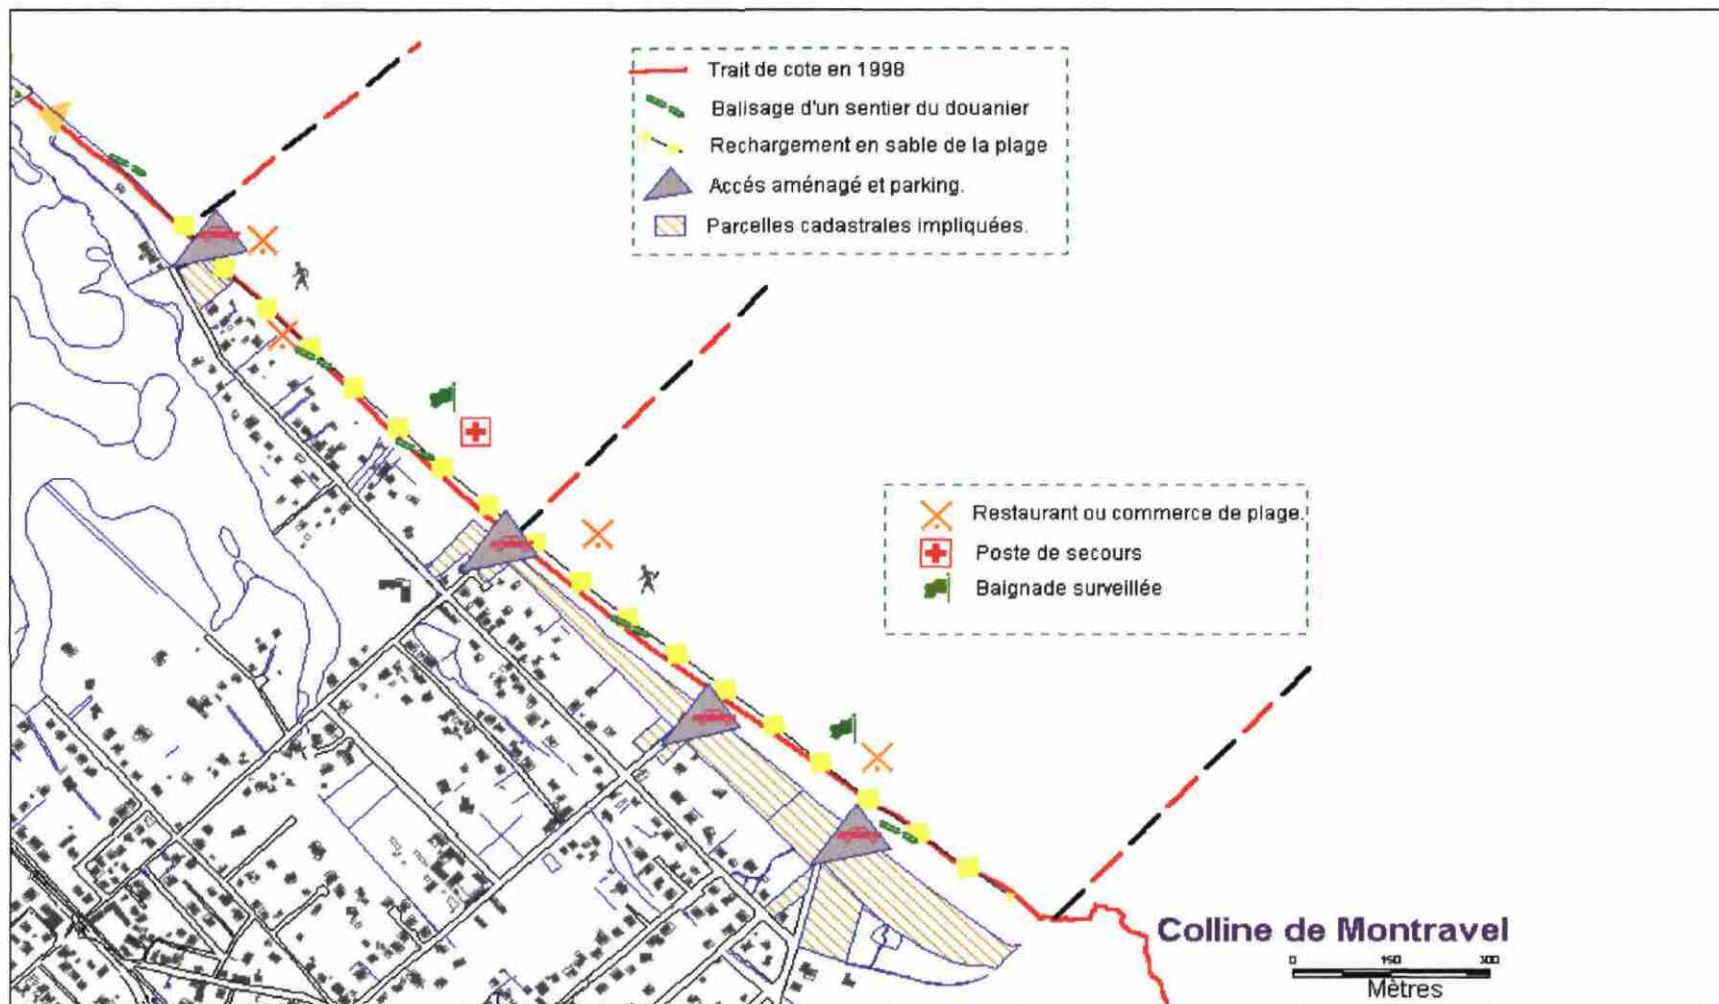 Trait de cote en 1998
Balisage d'un sentier du douanier
Rechargement en sable de la plage
Accés aménagé et parking.
Parcelles cadastrales impliquées.
Restaurant ou commerce de plage.
Poste de secours
Baignade surveillée
Colline de Montravel
0 150 300
Mètres